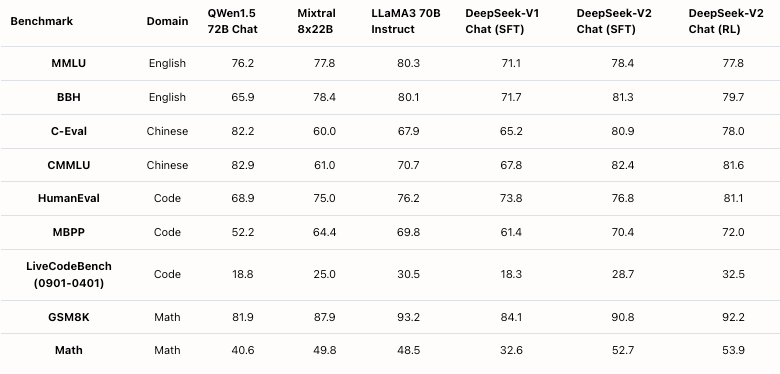 Benchmark Domain QWen1.5 72B Chat Mixtral 8x22B LLaMA3 70B Instruct DeepSeek-V1 Chat (SFT) DeepSeek-V2 Chat (SFT) DeepSeek-V2 Chat (RL)
MMLU English 76.2 77.8 80.3 71.1 78.4 77.8
BBH English 65.9 78.4 80.1 71.7 81.3 79.7
C-Eval Chinese 82.2 60.0 67.9 65.2 80.9 78.0
CMMLU Chinese 82.9 61.0 70.7 67.8 82.4 81.6
HumanEval Code 68.9 75.0 76.2 73.8 76.8 81.1
MBPP Code 52.2 64.4 69.8 61.4 70.4 72.0
LiveCodeBench (0901-0401) Code 18.8 25.0 30.5 18.3 28.7 32.5
GSM8K Math 81.9 87.9 93.2 84.1 90.8 92.2
Math Math 40.6 49.8 48.5 32.6 52.7 53.9